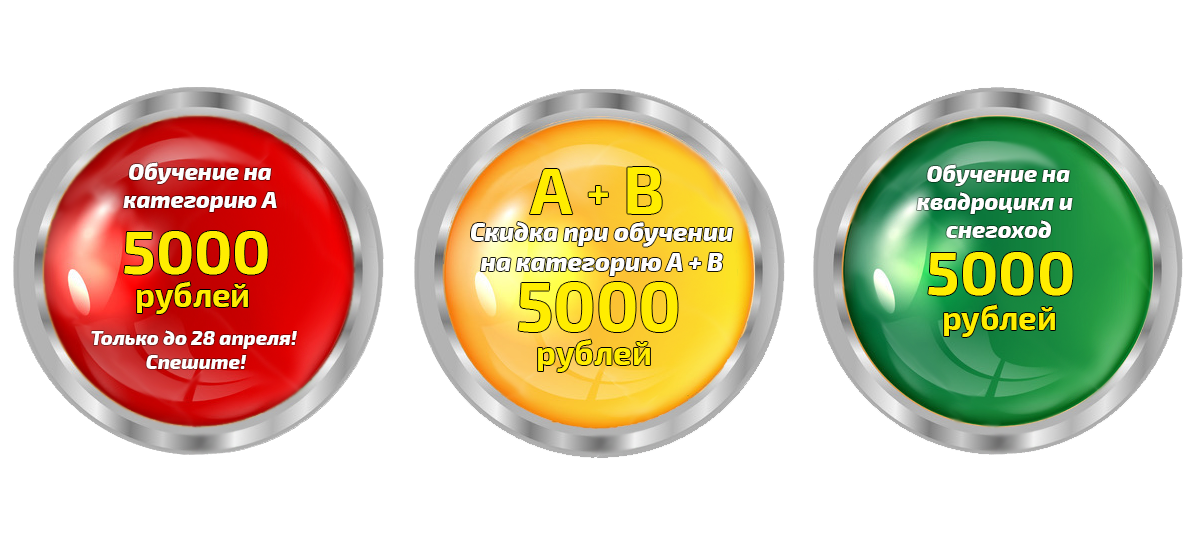 Обучение на
категорию А
5000
рублей
Только до 28 апреля!
Спешите!
А + В
Скидка при обучении
на категорию А + В
5000
рублей
Обучение на
квадроцикл и
снегоход
5000
рублей